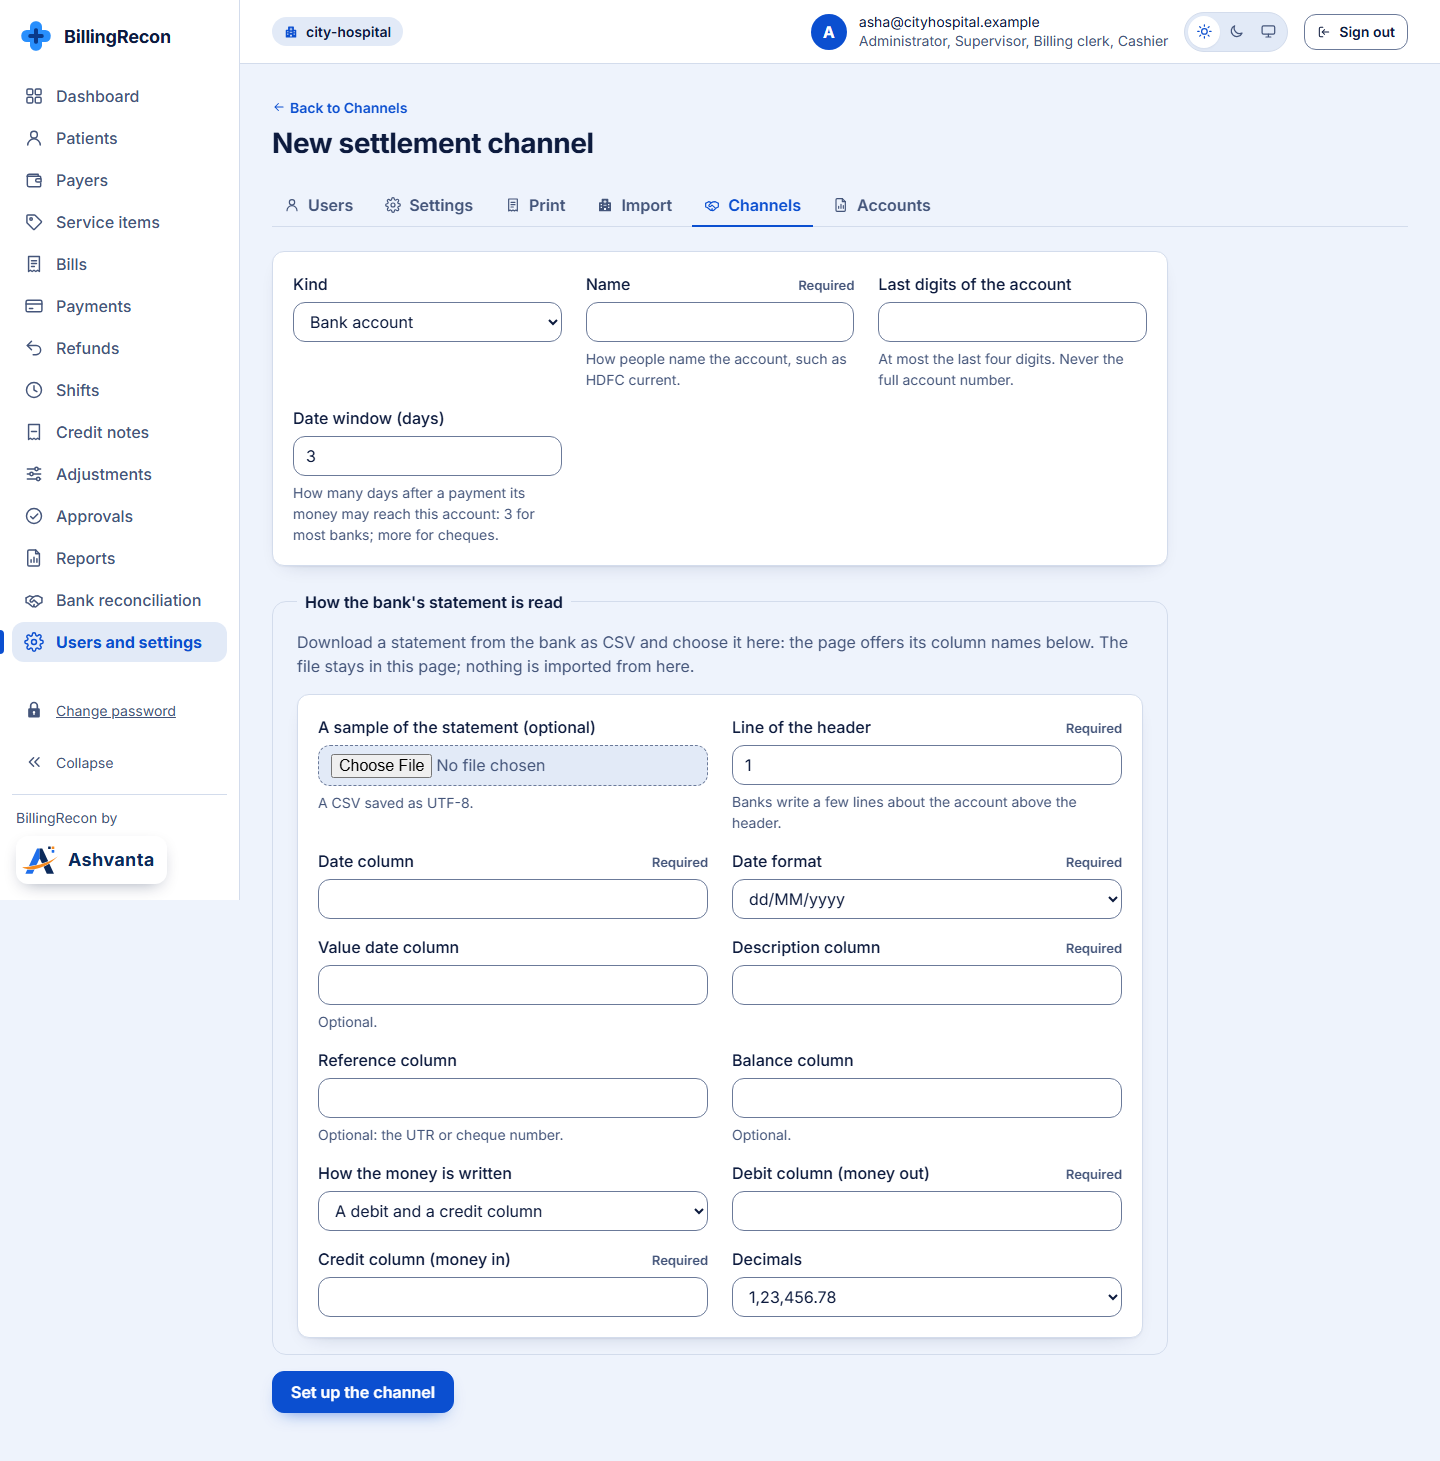 BillingRecon
city-hospital
A
asha@cityhospital.example
Administrator, Supervisor, Billing clerk, Cashier
Sign out
Dashboard
Patients
Payers
Service items
Bills
Payments
Refunds
Shifts
Credit notes
Adjustments
Approvals
Reports
Bank reconciliation
Users and settings
Change password
Collapse
BillingRecon by
Ashvanta
Back to Channels
New settlement channel
Users
Settings
Print
Import
Channels
Accounts
Kind
Bank account
Name
Required
How people name the account, such as
HDFC current.
Last digits of the account
At most the last four digits. Never the
full account number.
Date window (days)
3
How many days after a payment its
money may reach this account: 3 for
most banks; more for cheques.
How the bank's statement is read
Download a statement from the bank as CSV and choose it here: the page offers its column names below. The
file stays in this page; nothing is imported from here.
A sample of the statement (optional)
Choose File No file chosen
A CSV saved as UTF-8.
Line of the header
Required
1
Banks write a few lines about the account above the
header.
Date column
Required
Date format
Required
dd/MM/yyyy
Value date column
Optional.
Description column
Required
Reference column
Optional: the UTR or cheque number.
Balance column
Optional.
How the money is written
A debit and a credit column
Debit column (money out)
Required
Credit column (money in)
Required
Decimals
1,23,456.78
Set up the channel